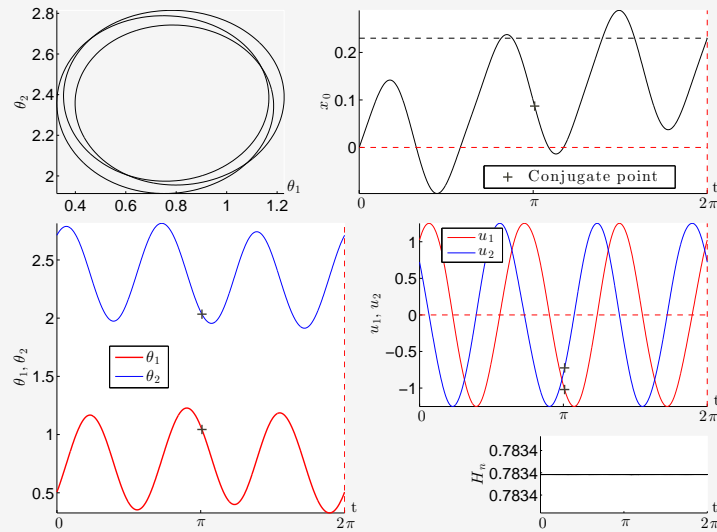 θ₂
2.8
2.6
2.4
2.2
2
0.4
0.6
0.8
1
1.2
θ₁
x₀
0.2
0.1
0
+ Conjugate point
0
π
2π
t
θ₁, θ₂
2.5
2
1.5
1
0.5
θ₁
θ₂
0
π
2π
t
u₁, u₂
1
0.5
0
−0.5
−1
u₁
u₂
0
π
2π
t
Hₙ
0.7834
0.7834
0.7834
0
π
2π
t